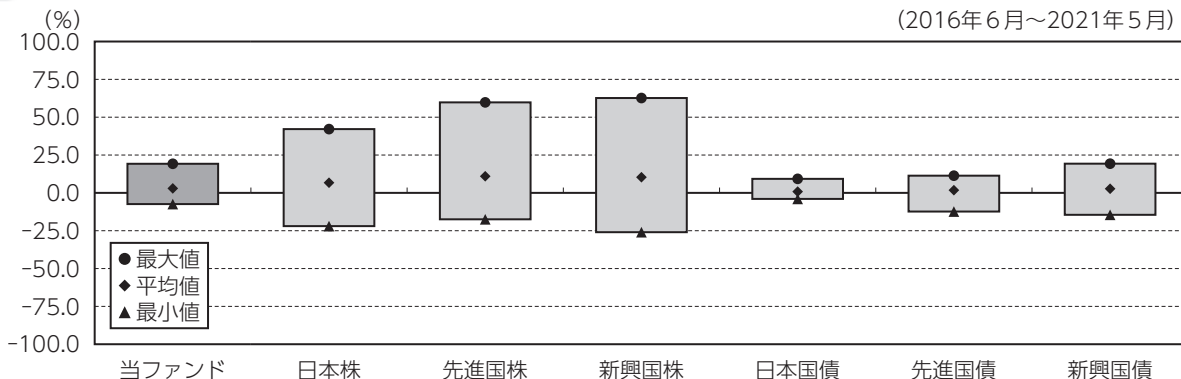 (%)
(2016年6月〜2021年5月)
100.0
75.0
50.0
25.0
0.0
-25.0
-50.0
-75.0
-100.0
●最大値
◆平均値
▲最小値
当ファンド 日本株 先進国株 新興国株 日本国債 先進国債 新興国債